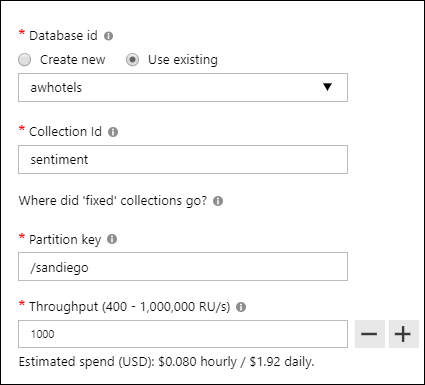 * Database id
Create new Use existing
awhotels
* Collection Id
sentiment
Where did 'fixed' collections go?
* Partition key
/sandiego
* Throughput (400 - 1,000,000 RU/s)
1000
Estimated spend (USD): $0.080 hourly / $1.92 daily.